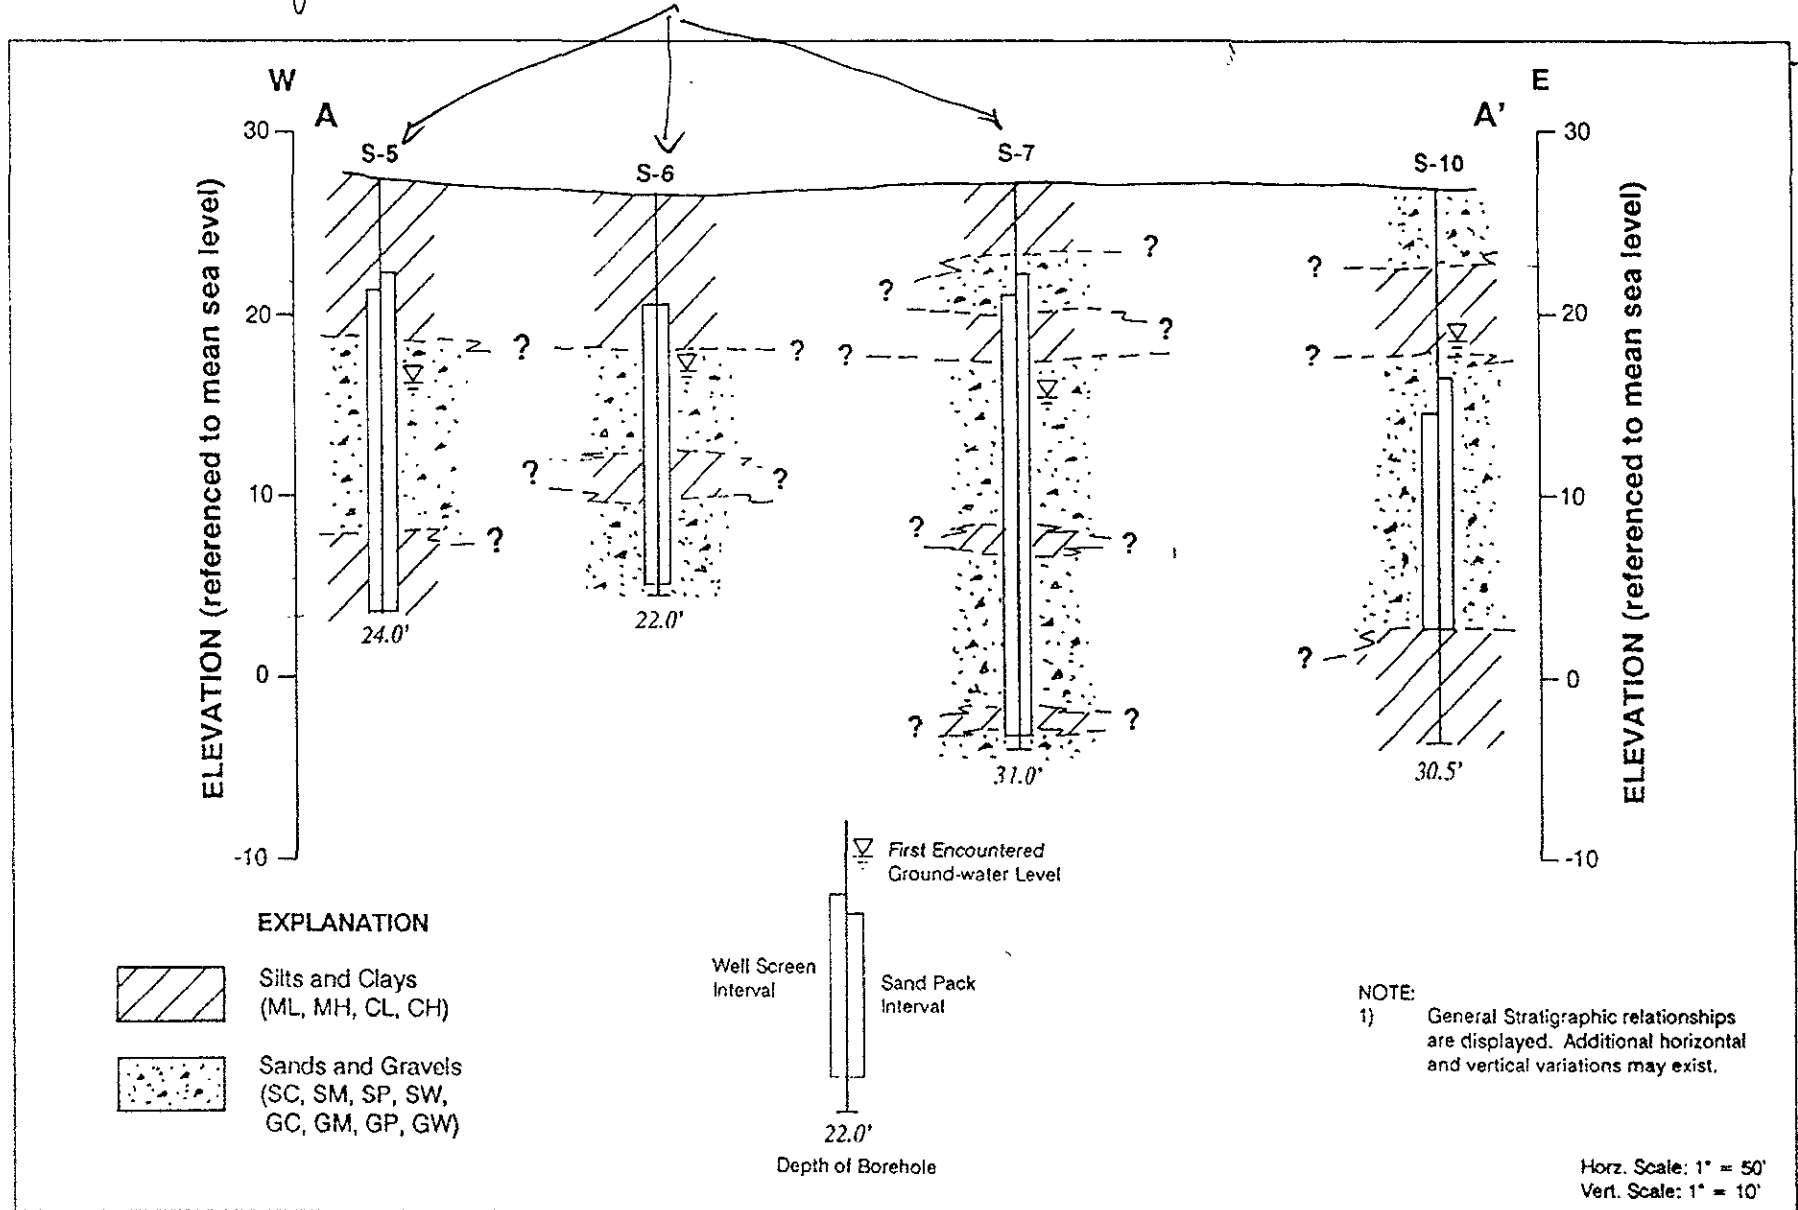 W
E
A
A'
30
30
S-5
S-6
S-7
S-10
ELEVATION (referenced to mean sea level)
ELEVATION (referenced to mean sea level)
?
?
?
?
20
20
?
?
?
?
?
?
?
10
10
?
?
?
?
24.0'
22.0'
?
0
0
?
?
31.0'
30.5'
-10
-10
First Encountered
Ground-water Level
EXPLANATION
Silts and Clays
(ML, MH, CL, CH)
Sands and Gravels
(SC, SM, SP, SW,
GC, GM, GP, GW)
Well Screen
Interval
Sand Pack
Interval
22.0'
Depth of Borehole
NOTE:
1) General Stratigraphic relationships
are displayed. Additional horizontal
and vertical variations may exist.
Horz. Scale: 1" = 50'
Vert. Scale: 1" = 10'